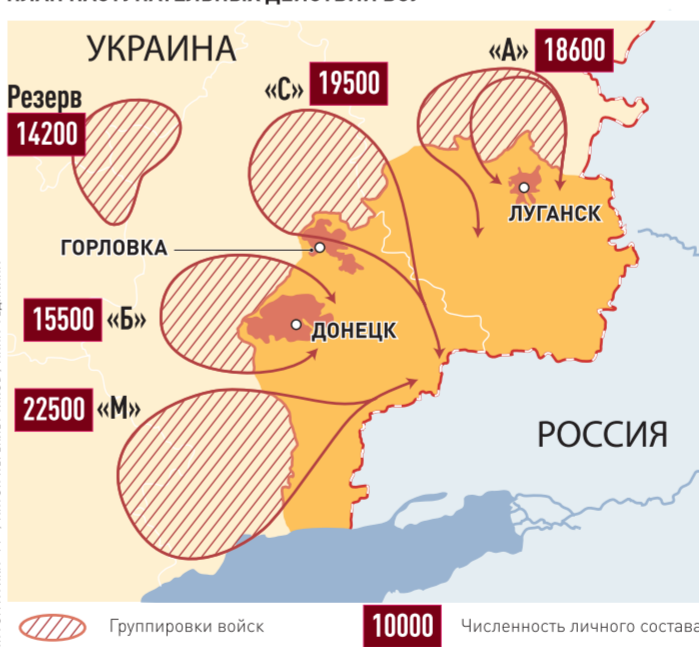 УКРАИНА
«А» 18600
«С» 19500
Резерв
14200
ЛУГАНСК
ГОРЛОВКА
15500 «Б»
ДОНЕЦК
22500 «М»
РОССИЯ
Группировки войск
10000 Численность личного состава